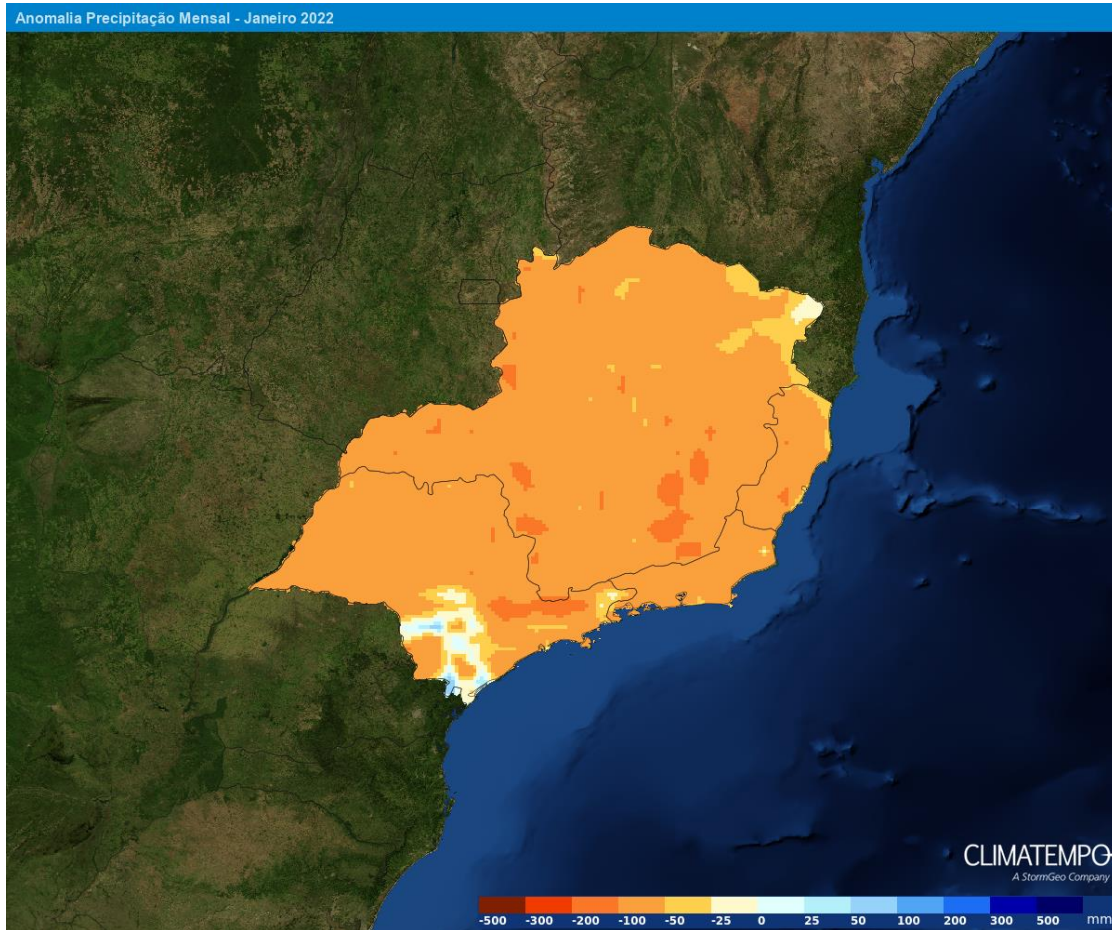 Anomalia Precipitação Mensal - Janeiro 2022
CLIMATEMPO
A StormGeo Company
-500 -300 -200 -100 -50 -25 0 25 50 100 200 300 500 mm